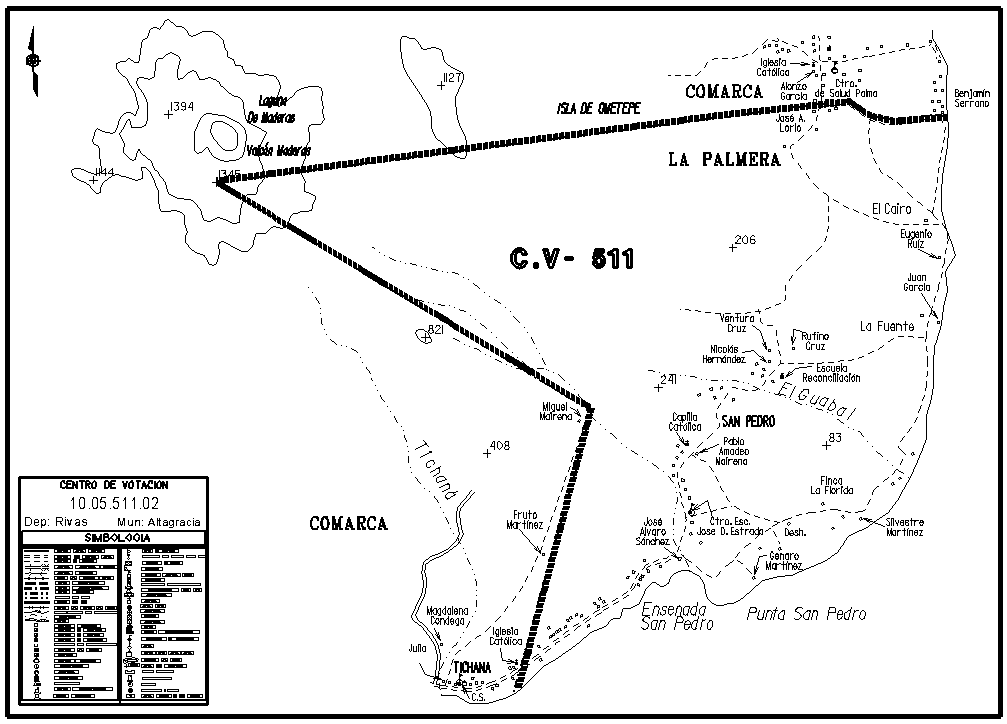 1127
Iglesia
Católica
COMARCA
Alonzo
García
Ctro.
de Salud Palma
Benjamín
Serrano
1394
Laguna
De Maderas
ISLA DE OMETEPE
José A.
Lorío
Volcán Maderas
LA PALMERA
1144
1345
El Cairo
206
Eugenio
Ruiz
C.V- 511
Juan
García
821
Ventura
Cruz
Rufino
Cruz
La Fuente
Nicolás
Hernández
Escuela
Reconciliación
241
El Guabal
Miguel
Mairena
Capilla
Católica
SAN PEDRO
83
408
Pablo
Amadeo
Mairena
Tichaná
Finca
La Florida
CENTRO DE VOTACION
10.05.511.02
Dep: Rivas
Mun: Altagracia
SIMBOLOGIA
COMARCA
Fruto
Martínez
José
Alvaro
Sánchez
Ctro. Esc.
Jose D. Estrada
Desh.
Silvestre
Martínez
Genaro
Martínez
Magdalena
Condega
Ensenada
San Pedro
Punta San Pedro
Iglesia
Católica
Julia
TICHANA
C.S.